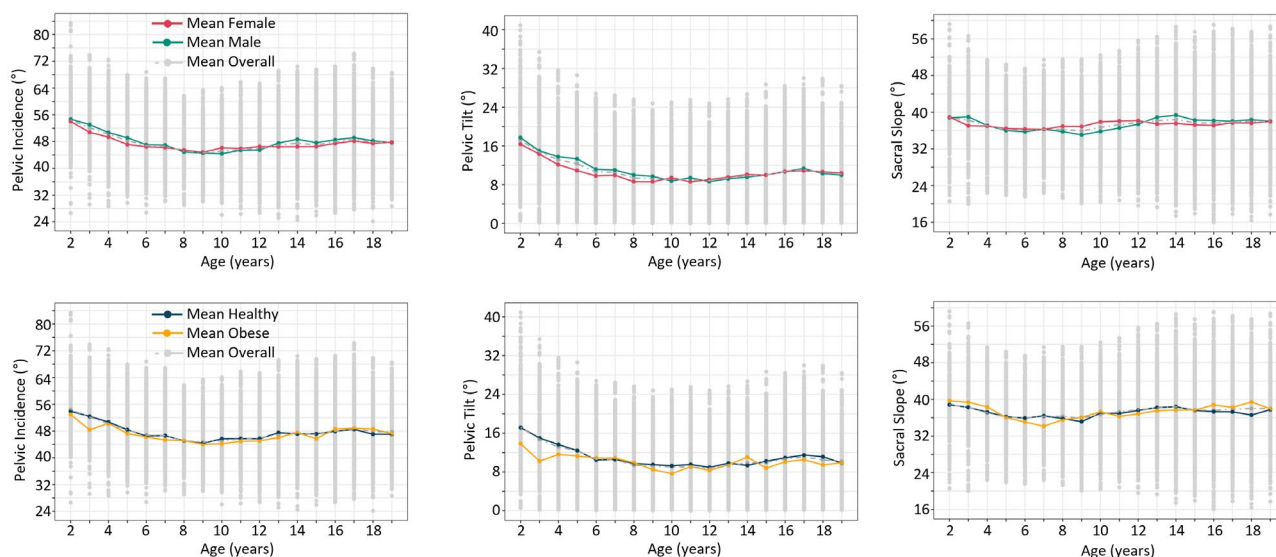 Mean Female
Mean Male
Mean Overall
Pelvic Incidence (°)
80
72
64
56
48
40
32
24
2 4 6 8 10 12 14 16 18
Age (years)
Pelvic Tilt (°)
40
32
24
16
8
0
2 4 6 8 10 12 14 16 18
Age (years)
Sacral Slope (°)
56
48
40
32
24
16
2 4 6 8 10 12 14 16 18
Age (years)
Mean Healthy
Mean Obese
Mean Overall
Pelvic Incidence (°)
80
72
64
56
48
40
32
24
2 4 6 8 10 12 14 16 18
Age (years)
Pelvic Tilt (°)
40
32
24
16
8
0
2 4 6 8 10 12 14 16 18
Age (years)
Sacral Slope (°)
56
48
40
32
24
16
2 4 6 8 10 12 14 16 18
Age (years)